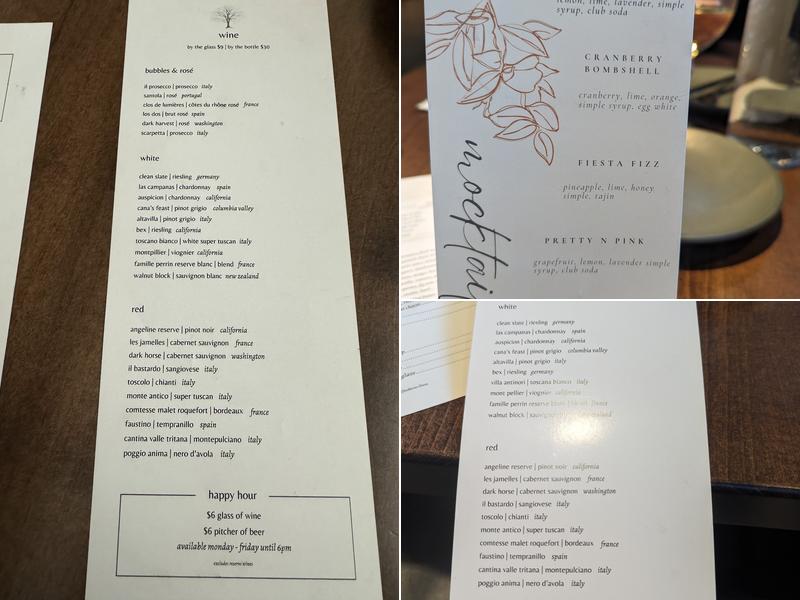 wine
by the glass $9 | by the bottle $30
bubbles & rosé
il prosecco | prosecco italy
santola | rosé portugal
clos de lumières | côtes du rhône rosé france
los dos | brut rosé spain
dark harvest | rosé washington
scarpetta | prosecco italy
white
clean slate | riesling germany
las campanas | chardonnay spain
auspicion | chardonnay california
cana's feast | pinot grigio columbia valley
altavilla | pinot grigio italy
bex | riesling california
toscano bianco | white super tuscan italy
montpillier | viognier california
famille perrin reserve blanc | blend france
walnut block | sauvignon blanc new zealand
red
angeline reserve | pinot noir california
les jamelles | cabernet sauvignon france
dark horse | cabernet sauvignon washington
il bastardo | sangiovese italy
toscolo | chianti italy
monte antico | super tuscan italy
comtesse malet roquefort | bordeaux france
faustino | tempranillo spain
cantina valle tritana | montepulciano italy
poggio anima | nero d'avola italy
happy hour
$6 glass of wine
$6 pitcher of beer
available monday - friday until 6pm
excludes reserve wines
lemon, lime, lavender, simple
syrup, club soda
CRANBERRY
BOMBSHELL
cranberry, lime, orange,
simple syrup, egg white
FIESTA FIZZ
pineapple, lime, honey
simple, tajin
PRETTY N PINK
grapefruit, lemon, lavender simple
syrup, club soda
mocktai
white
clean slate | riesling germany
las campanas | chardonnay spain
auspicion | chardonnay california
cana's feast | pinot grigio columbia valley
altavilla | pinot grigio italy
bex | riesling germany
villa antinori | toscana bianco italy
mont pellier | viognier california
famille perrin reserve blanc | blend france
walnut block | sauvignon blanc new zealand
red
angeline reserve | pinot noir california
les jamelles | cabernet sauvignon france
dark horse | cabernet sauvignon washington
il bastardo | sangiovese italy
toscolo | chianti italy
monte antico | super tuscan italy
comtesse malet roquefort | bordeaux france
faustino | tempranillo spain
cantina valle tritana | montepulciano italy
poggio anima | nero d'avola italy